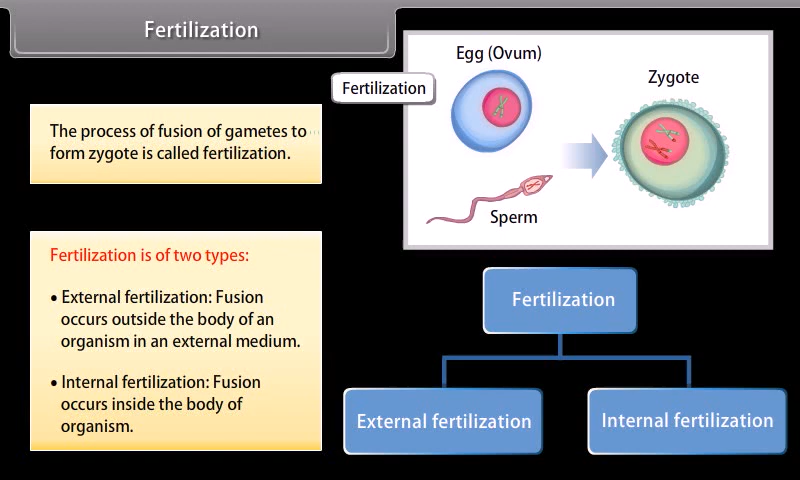 Fertilization
Egg (Ovum)
Zygote
Fertilization
Sperm
The process of fusion of gametes to
form zygote is called fertilization.
Fertilization is of two types:
• External fertilization: Fusion
occurs outside the body of an
organism in an external medium.
• Internal fertilization: Fusion
occurs inside the body of
organism.
Fertilization
External fertilization
Internal fertilization